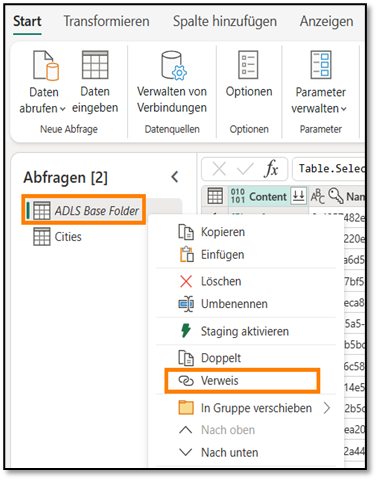 Start Transformieren Spalte hinzufügen Anzeigen
Daten abrufen
Daten eingeben
Neue Abfrage
Verwalten von Verbindungen
Datenquellen
Optionen
Optionen
Parameter verwalten
Parameter
Abfragen [2]
ADLS Base Folder
Cities
fx Table.Selec
Content
Kopieren
Einfügen
Löschen
Umbenennen
Staging aktivieren
Doppelt
Verweis
In Gruppe verschieben
Nach oben
Nach unten